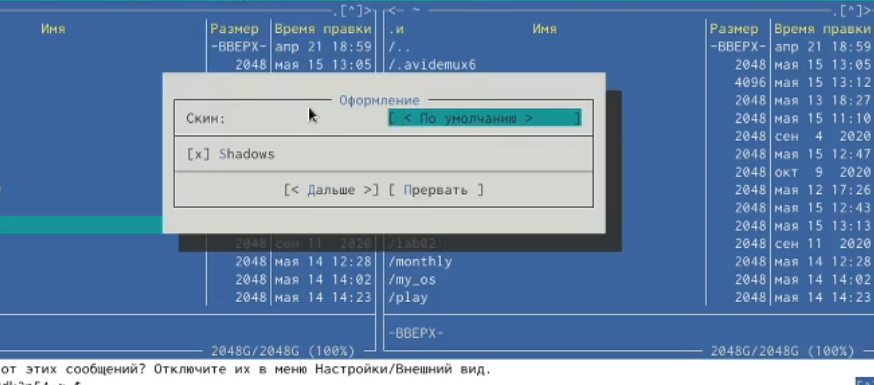 .[^]> <— ~ .[^]>
Имя Размер Время правки .и Имя Размер Время правки
-ВВЕРХ- апр 21 18:59 /.. -ВВЕРХ- апр 21 18:59
2048 мая 15 13:05 /.avidemux6 2048 мая 15 13:05
4096 мая 15 13:12
Оформление 2048 мая 13 18:27
Скин: [ < По умолчанию > ] 2048 мая 15 11:10
2048 сен 4 2020
[x] Shadows 2048 мая 15 12:47
2048 окт 9 2020
[< Дальше >] [ Прервать ] 2048 мая 12 17:26
2048 мая 15 12:43
2048 мая 15 13:13
2048 сен 11 2020 /lab02 2048 сен 11 2020
2048 мая 14 12:28 /monthly 2048 мая 14 12:28
2048 мая 14 14:02 /my_os 2048 мая 14 14:02
2048 мая 14 14:23 /play 2048 мая 14 14:23
-ВВЕРХ-
2048G/2048G (100%) 2048G/2048G (100%)
от этих сообщений? Отключите их в меню Настройки/Внешний вид.